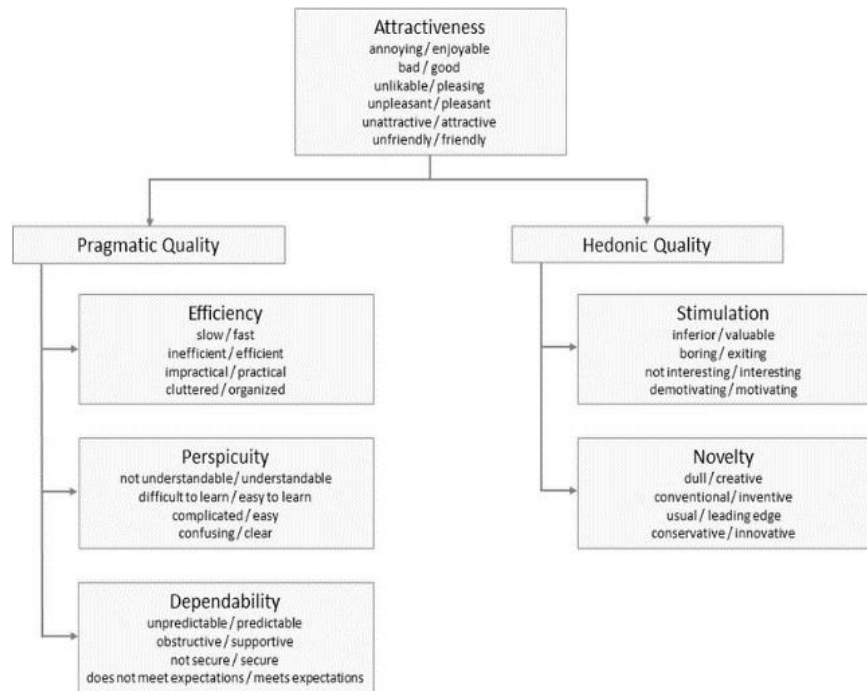 Attractiveness
annoying / enjoyable
bad / good
unlikable / pleasing
unpleasant / pleasant
unattractive / attractive
unfriendly / friendly
Pragmatic Quality
Hedonic Quality
Efficiency
slow / fast
inefficient / efficient
impractical / practical
cluttered / organized
Stimulation
inferior / valuable
boring / exiting
not interesting / interesting
demotivating / motivating
Perspicuity
not understandable / understandable
difficult to learn / easy to learn
complicated / easy
confusing / clear
Novelty
dull / creative
conventional / inventive
usual / leading edge
conservative / innovative
Dependability
unpredictable / predictable
obstructive / supportive
not secure / secure
does not meet expectations / meets expectations